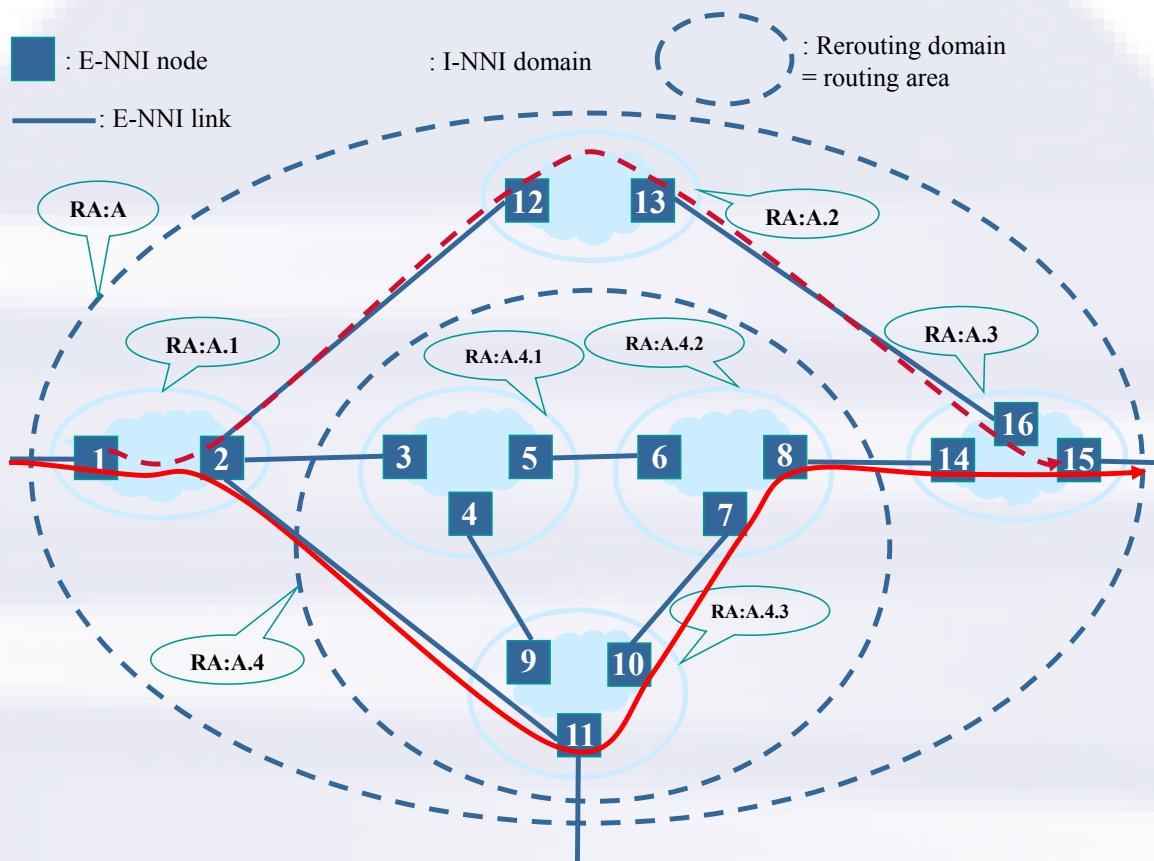 : E-NNI node
: I-NNI domain
: Rerouting domain
= routing area
: E-NNI link
RA:A
12
13
RA:A.2
RA:A.1
RA:A.4.1
RA:A.4.2
RA:A.3
1
2
3
5
6
8
16
14
15
4
7
RA:A.4
9
10
RA:A.4.3
11